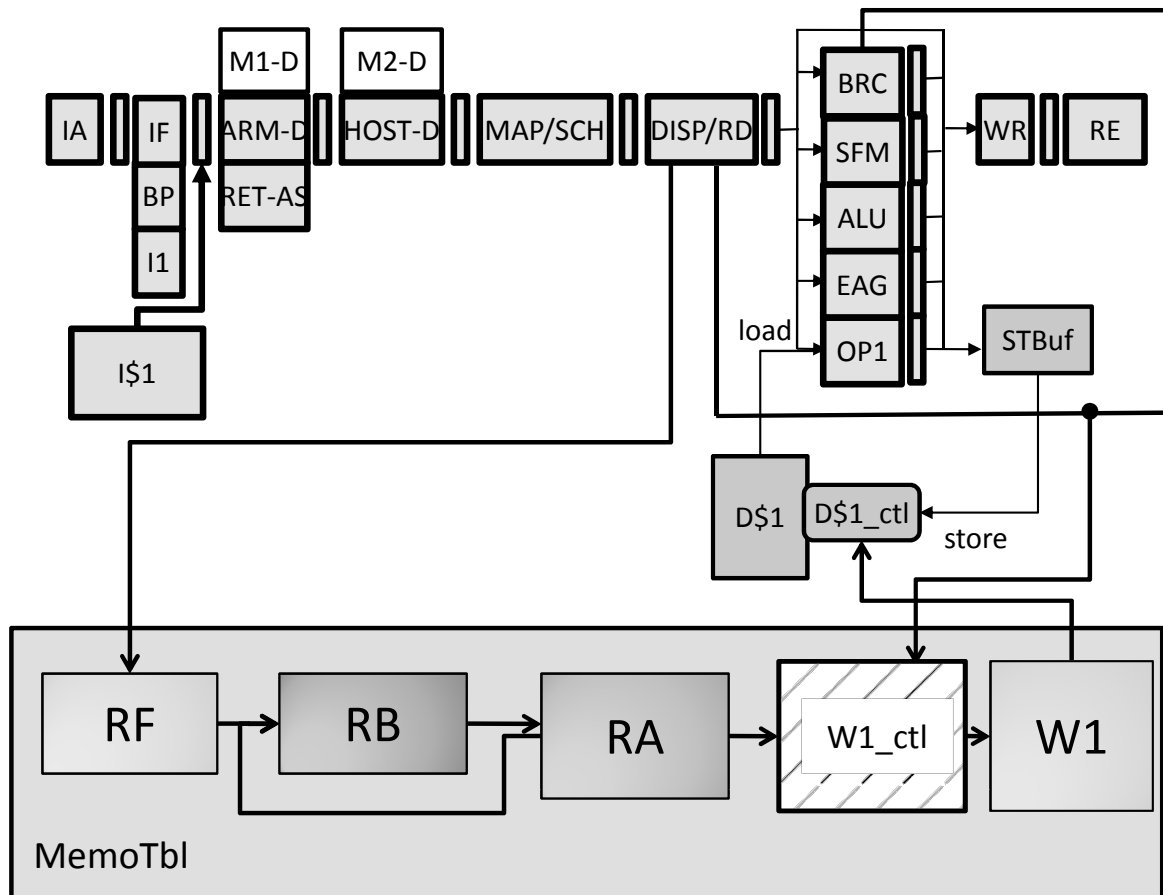 M1-D
M2-D
IA
IF
ARM-D
HOST-D
MAP/SCH
DISP/RD
BRC
WR
RE
BP
RET-AS
SFM
I1
ALU
EAG
I$1
load
OP1
STBuf
D$1
D$1_ctl
store
RF
RB
RA
W1_ctl
W1
MemoTbl